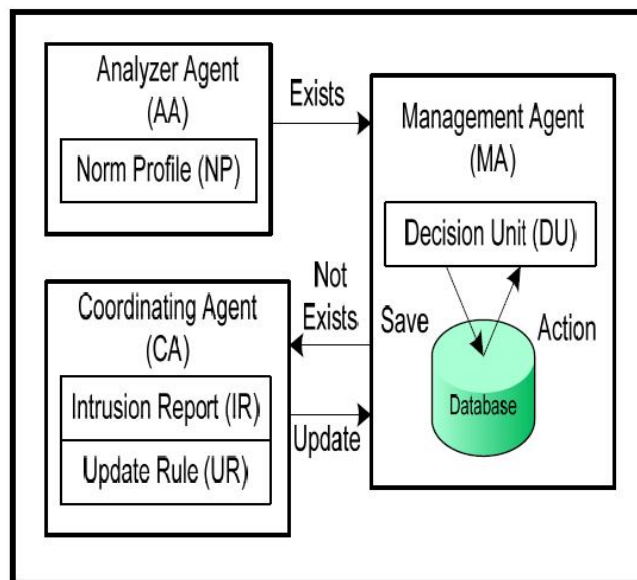 Analyzer Agent
(AA)
Norm Profile (NP)
Exists
Management Agent
(MA)
Decision Unit (DU)
Save
Action
Database
Not
Exists
Coordinating Agent
(CA)
Intrusion Report (IR)
Update Rule (UR)
Update